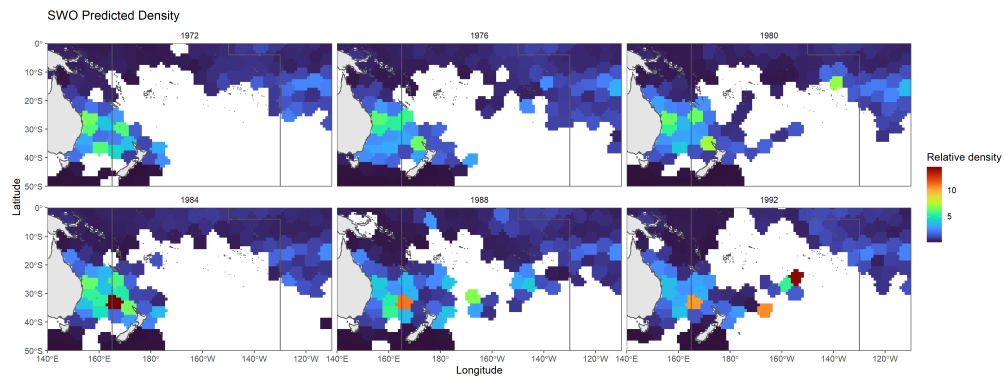 SWO Predicted Density
1972
1976
1980
0°
10°S
20°S
30°S
40°S
50°S
1984
1988
1992
0°
10°S
20°S
30°S
40°S
50°S
140°E 160°E 180° 160°W 140°W 120°W
140°E 160°E 180° 160°W 140°W 120°W
140°E 160°E 180° 160°W 140°W 120°W
Longitude
Latitude
Relative density
10
5